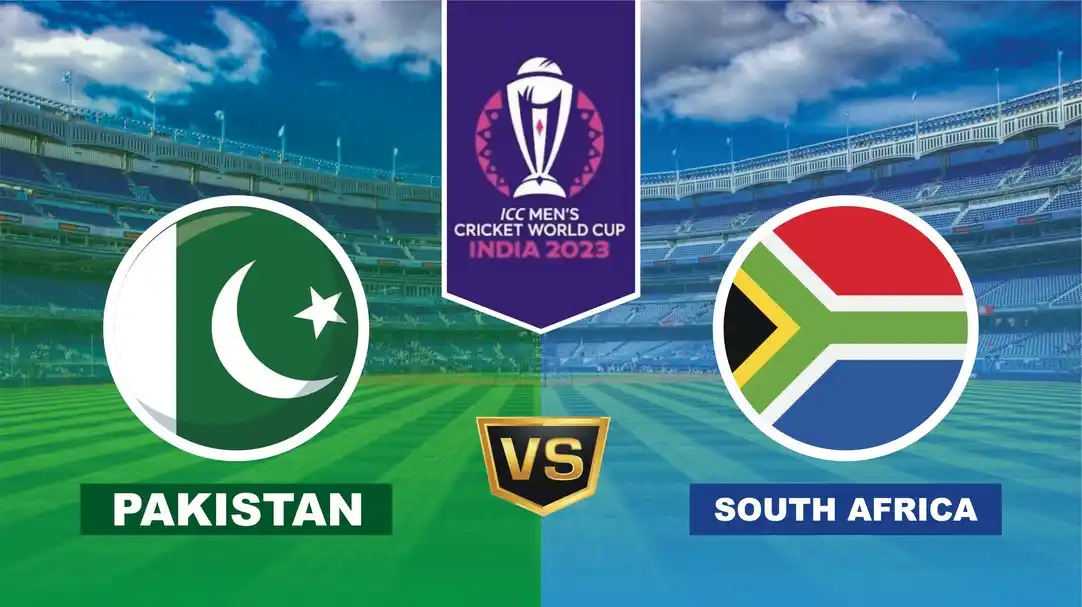 ICC MEN'S
CRICKET WORLD CUP
INDIA 2023
VS
PAKISTAN
SOUTH AFRICA